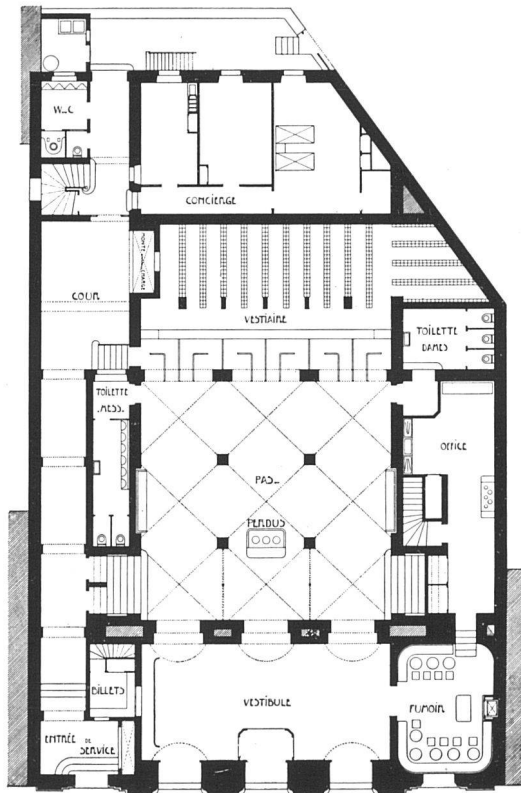 W.C
CONCIERGE
COUR
VESTIAIRE
TOILETTE
DAMES
TOILETTE
MESS.
OFFICE
PAS
PERDUS
BILLETS
VESTIBULE
FUMOIR
ENTRÉE DE
SERVICE